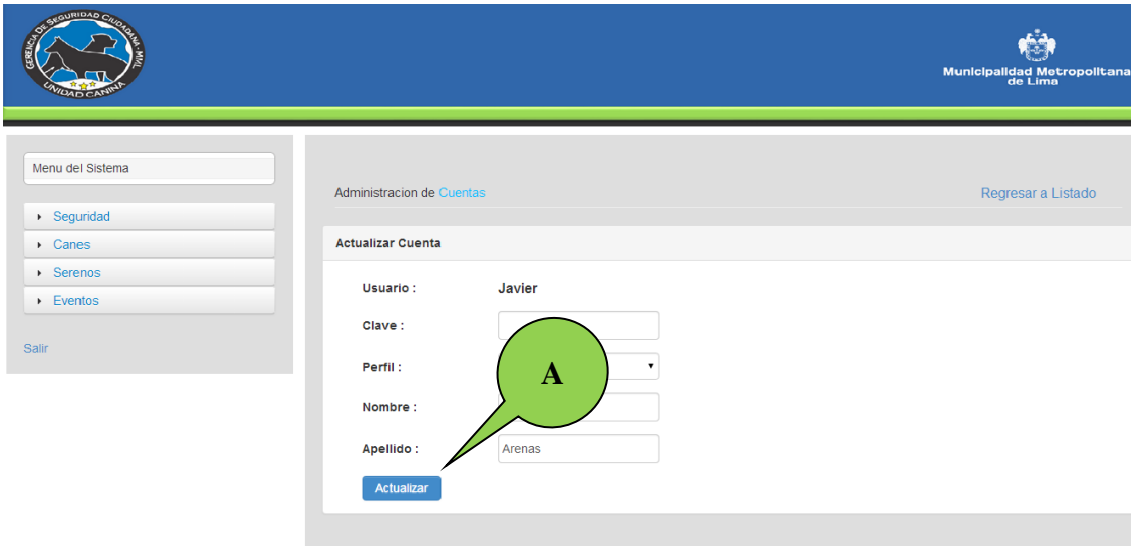 GERENCIA DE SEGURIDAD CIUDADANA-MML
UNIDAD CANINA
Municipalidad Metropolitana
de Lima
Menu del Sistema
Seguridad
Canes
Serenos
Eventos
Salir
Administracion de Cuentas
Regresar a Listado
Actualizar Cuenta
Usuario : Javier
Clave :
Perfil :
Nombre :
Apellido : Arenas
Actualizar
A